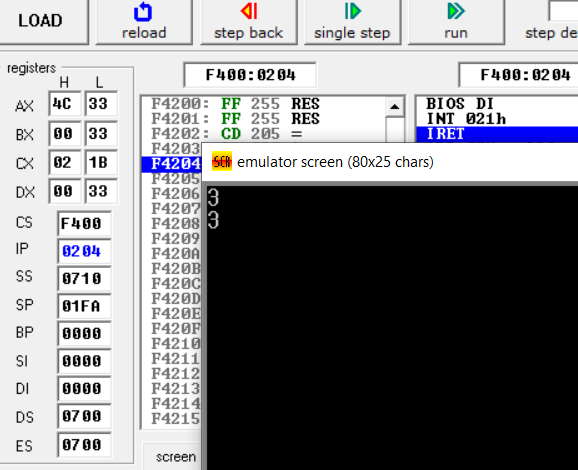 LOAD
reload
step back
single step
run
step de
registers
H L
F400:0204
F400:0204
AX 4C 33
BX 00 33
CX 02 1B
DX 00 33
CS F400
IP 0204
SS 0710
SP 01FA
BP 0000
SI 0000
DI 0000
DS 0700
ES 0700
F4200: FF 255 RES
F4201: FF 255 RES
F4202: CD 205 =
F4203
F4204
F4205
F4206
F4207
F4208
F4209
F420A
F420B
F420C
F420D
F420E
F420F
F4210
F4211
F4212
F4213
F4214
F4215
BIOS DI
INT 021h
IRET
SCR emulator screen (80x25 chars)
3
3
screen